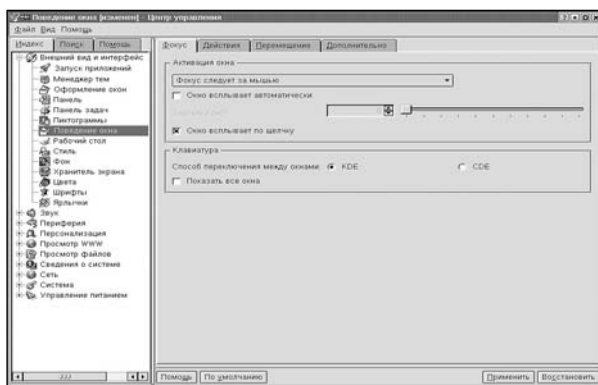 Поведение окна [изменен] - Центр управления
Файл Вид Помощь
Индекс Поиск Помощь
Внешний вид и интерфейс
Запуск приложений
Менеджер тем
Оформление окон
Панель
Панель задач
Пиктограммы
Поведение окна
Рабочий стол
Стиль
Фон
Хранитель экрана
Цвета
Шрифты
Ярлычки
Звук
Периферия
Персонализация
Просмотр WWW
Просмотр файлов
Сведения о системе
Сеть
Система
Управление питанием
Фокус Действия Перемещение Дополнительно
Активация окна
Фокус следует за мышью
Окно всплывает автоматически
Окно всплывает по щелчку
Клавиатура
Способ переключения между окнами: KDE CDE
Показать все окна
Помощь По умолчанию Применить Восстановить